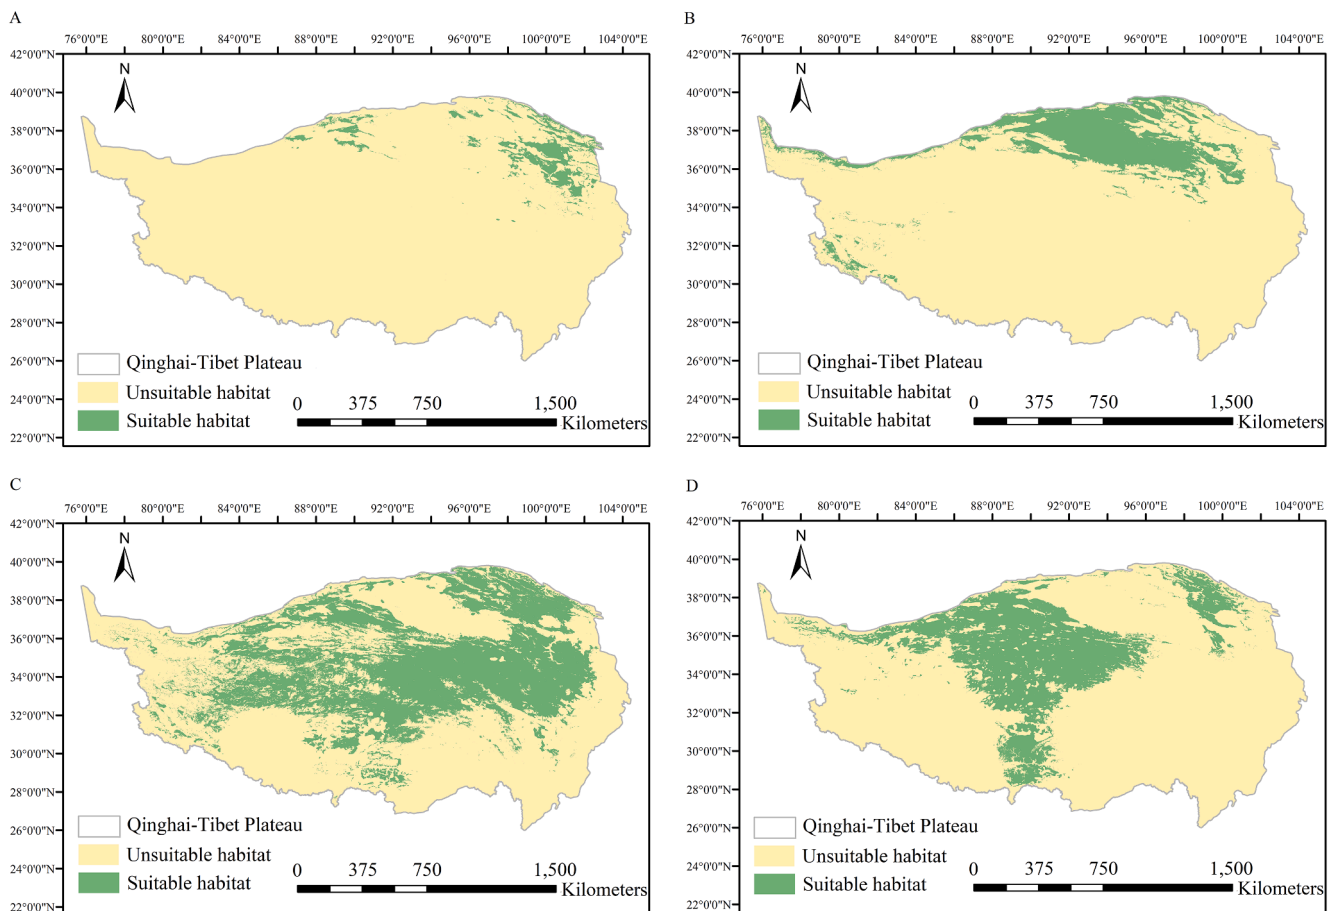 A
76°0'0"E 80°0'0"E 84°0'0"E 88°0'0"E 92°0'0"E 96°0'0"E 100°0'0"E 104°0'0"E
42°0'0"N
40°0'0"N
38°0'0"N
36°0'0"N
34°0'0"N
32°0'0"N
30°0'0"N
28°0'0"N
26°0'0"N
24°0'0"N
22°0'0"N
N
Qinghai-Tibet Plateau
Unsuitable habitat
Suitable habitat
0 375 750 1,500
Kilometers
B
76°0'0"E 80°0'0"E 84°0'0"E 88°0'0"E 92°0'0"E 96°0'0"E 100°0'0"E 104°0'0"E
42°0'0"N
40°0'0"N
38°0'0"N
36°0'0"N
34°0'0"N
32°0'0"N
30°0'0"N
28°0'0"N
26°0'0"N
24°0'0"N
22°0'0"N
N
Qinghai-Tibet Plateau
Unsuitable habitat
Suitable habitat
0 375 750 1,500
Kilometers
C
76°0'0"E 80°0'0"E 84°0'0"E 88°0'0"E 92°0'0"E 96°0'0"E 100°0'0"E 104°0'0"E
42°0'0"N
40°0'0"N
38°0'0"N
36°0'0"N
34°0'0"N
32°0'0"N
30°0'0"N
28°0'0"N
26°0'0"N
24°0'0"N
22°0'0"N
N
Qinghai-Tibet Plateau
Unsuitable habitat
Suitable habitat
0 375 750 1,500
Kilometers
D
76°0'0"E 80°0'0"E 84°0'0"E 88°0'0"E 92°0'0"E 96°0'0"E 100°0'0"E 104°0'0"E
42°0'0"N
40°0'0"N
38°0'0"N
36°0'0"N
34°0'0"N
32°0'0"N
30°0'0"N
28°0'0"N
26°0'0"N
24°0'0"N
22°0'0"N
N
Qinghai-Tibet Plateau
Unsuitable habitat
Suitable habitat
0 375 750 1,500
Kilometers